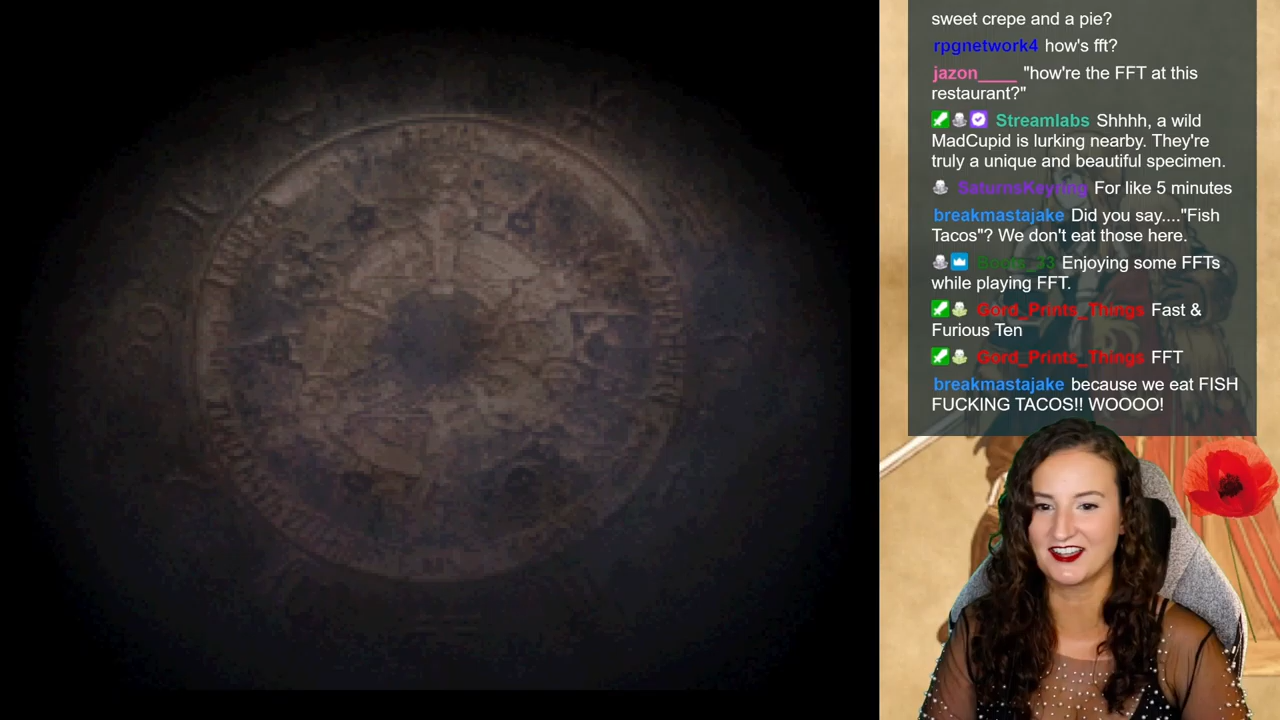 sweet crepe and a pie?
rpgnetwork4 how's fft?
jazon____ "how're the FFT at this
restaurant?"
Streamlabs Shhhh, a wild
MadCupid is lurking nearby. They're
truly a unique and beautiful specimen.
SaturnsKeyring For like 5 minutes
breakmastajake Did you say...."Fish
Tacos"? We don't eat those here.
Enjoying some FFTs
while playing FFT.
Gord_Prints_Things Fast &
Furious Ten
Gord_Prints_Things FFT
breakmastajake because we eat FISH
FUCKING TACOS!! WOOOO!